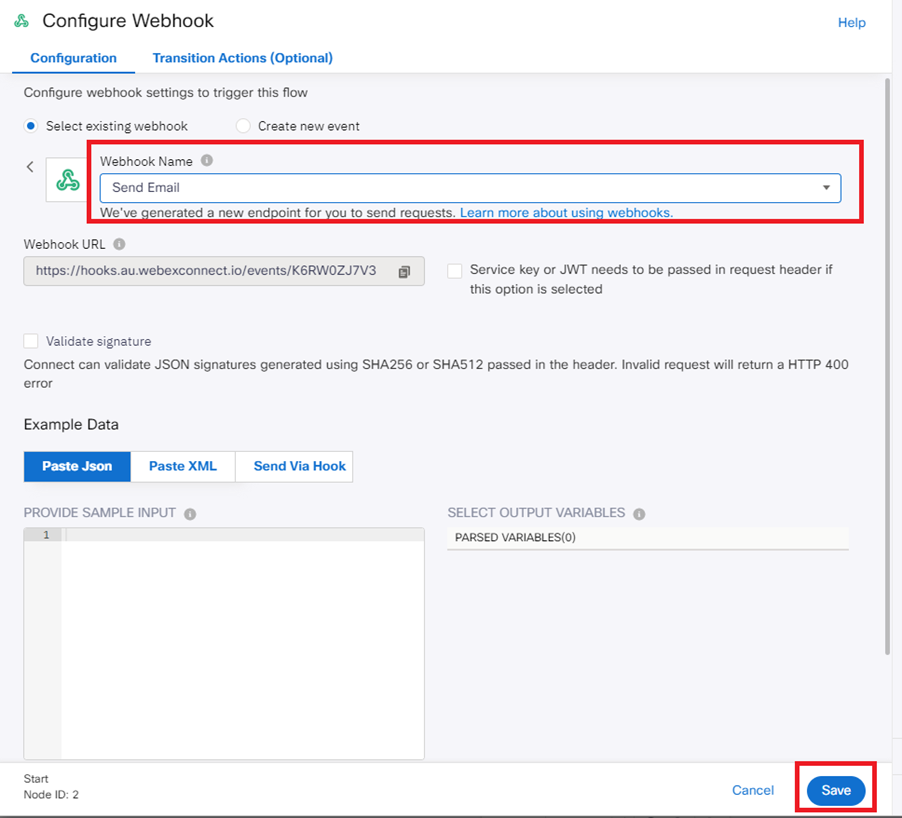 Configure Webhook
Help
Configuration
Transition Actions (Optional)
Configure webhook settings to trigger this flow
Select existing webhook
Create new event
Webhook Name
Send Email
We've generated a new endpoint for you to send requests. Learn more about using webhooks.
Webhook URL
https://hooks.au.webexconnect.io/events/K6RW0ZJ7V3
Service key or JWT needs to be passed in request header if
this option is selected
Validate signature
Connect can validate JSON signatures generated using SHA256 or SHA512 passed in the header. Invalid request will return a HTTP 400
error
Example Data
Paste Json
Paste XML
Send Via Hook
PROVIDE SAMPLE INPUT
SELECT OUTPUT VARIABLES
1
PARSED VARIABLES(0)
Start
Node ID: 2
Cancel
Save